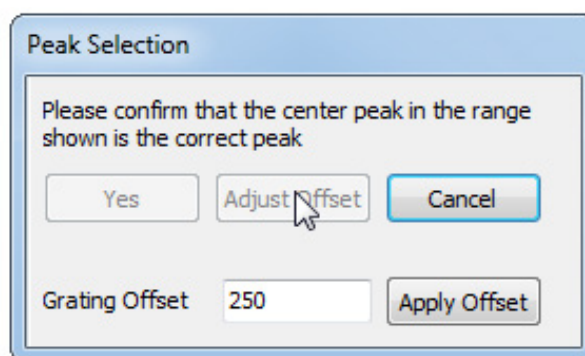 Peak Selection
Please confirm that the center peak in the range
shown is the correct peak
Yes Adjust Offset Cancel
Grating Offset 250 Apply Offset